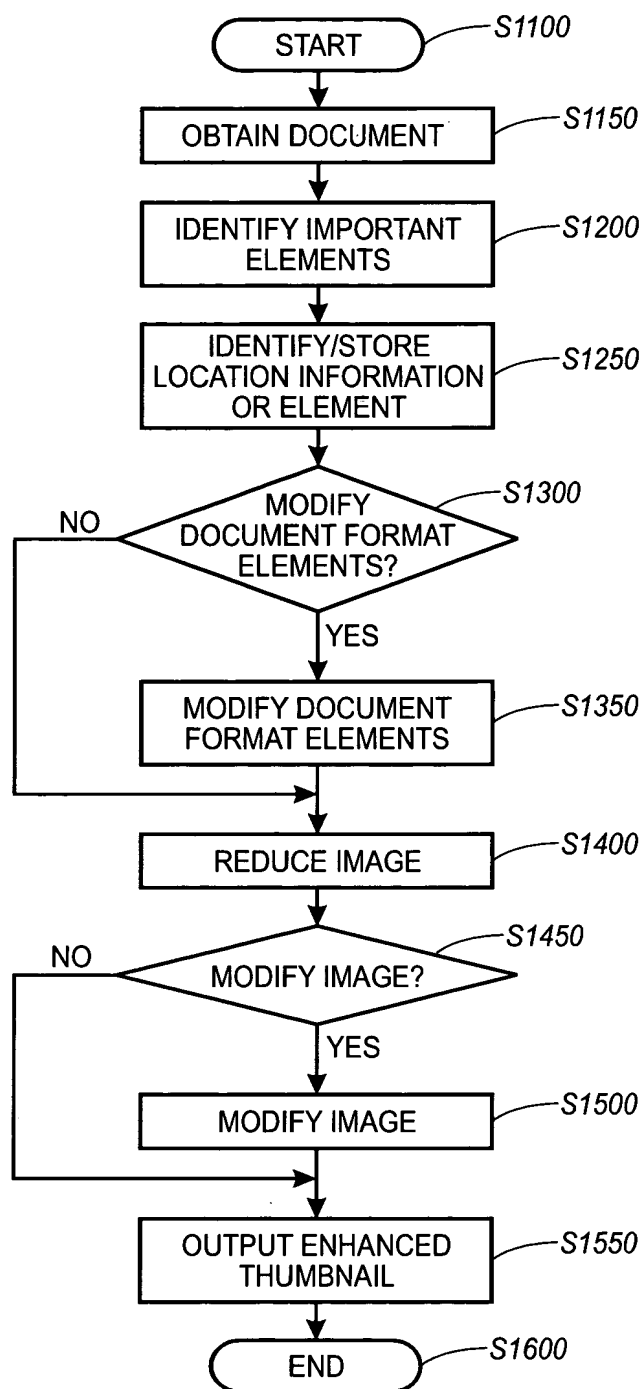 START
S1100
OBTAIN DOCUMENT
S1150
IDENTIFY IMPORTANT
ELEMENTS
S1200
IDENTIFY/STORE
LOCATION INFORMATION
OR ELEMENT
S1250
MODIFY
DOCUMENT FORMAT
ELEMENTS?
S1300
NO
YES
MODIFY DOCUMENT
FORMAT ELEMENTS
S1350
REDUCE IMAGE
S1400
MODIFY IMAGE?
S1450
NO
YES
MODIFY IMAGE
S1500
OUTPUT ENHANCED
THUMBNAIL
S1550
END
S1600